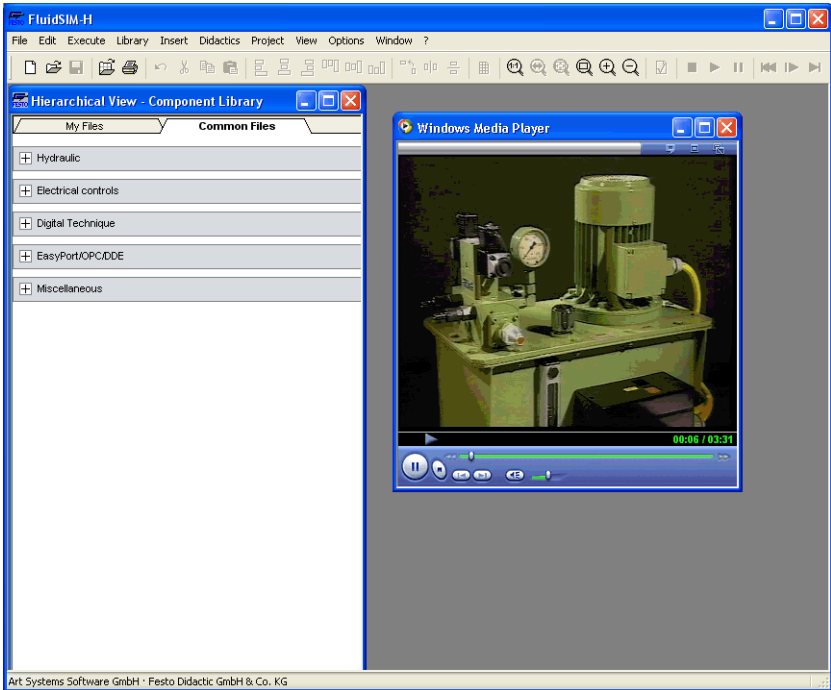 FluidSIM-H
File Edit Execute Library Insert Didactics Project View Options Window ?
Hierarchical View - Component Library
My Files Common Files
Hydraulic
Electrical controls
Digital Technique
EasyPort/OPC/DDE
Miscellaneous
Windows Media Player
00:06 / 03:31
Art Systems Software GmbH · Festo Didactic GmbH & Co. KG